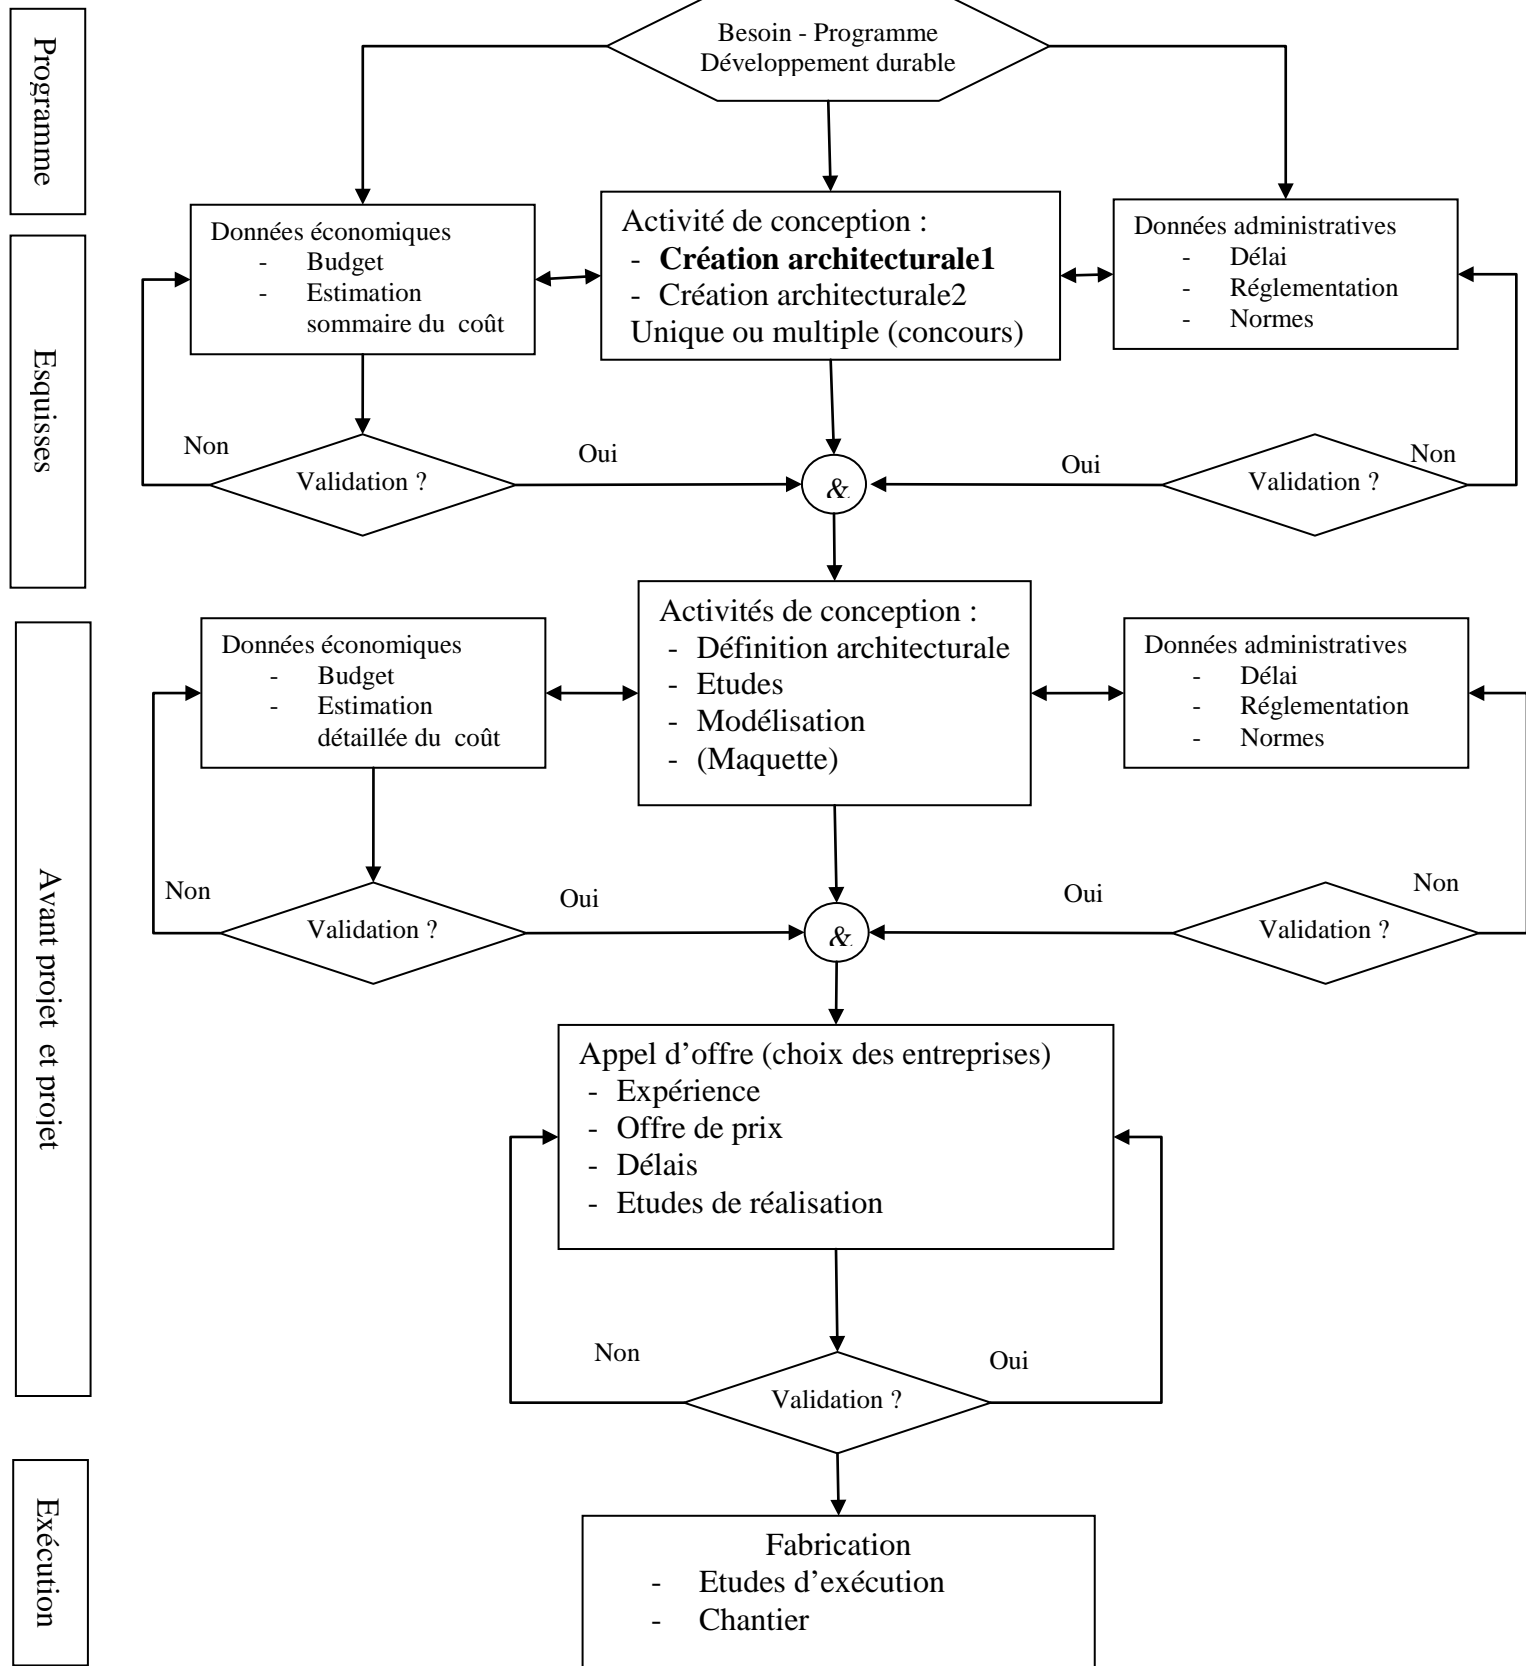 Programme
Besoin - Programme
Développement durable
Esquisses
Données économiques
- Budget
- Estimation
sommaire du coût
Activité de conception :
- Création architecturale1
- Création architecturale2
Unique ou multiple (concours)
Données administratives
- Délai
- Réglementation
- Normes
Non
Validation ?
Oui
&
Oui
Validation ?
Non
Avant projet et projet
Données économiques
- Budget
- Estimation
détaillée du coût
Activités de conception :
- Définition architecturale
- Etudes
- Modélisation
- (Maquette)
Données administratives
- Délai
- Réglementation
- Normes
Non
Validation ?
Oui
&
Oui
Validation ?
Non
Appel d’offre (choix des entreprises)
- Expérience
- Offre de prix
- Délais
- Etudes de réalisation
Non
Validation ?
Oui
Exécution
Fabrication
- Etudes d’exécution
- Chantier